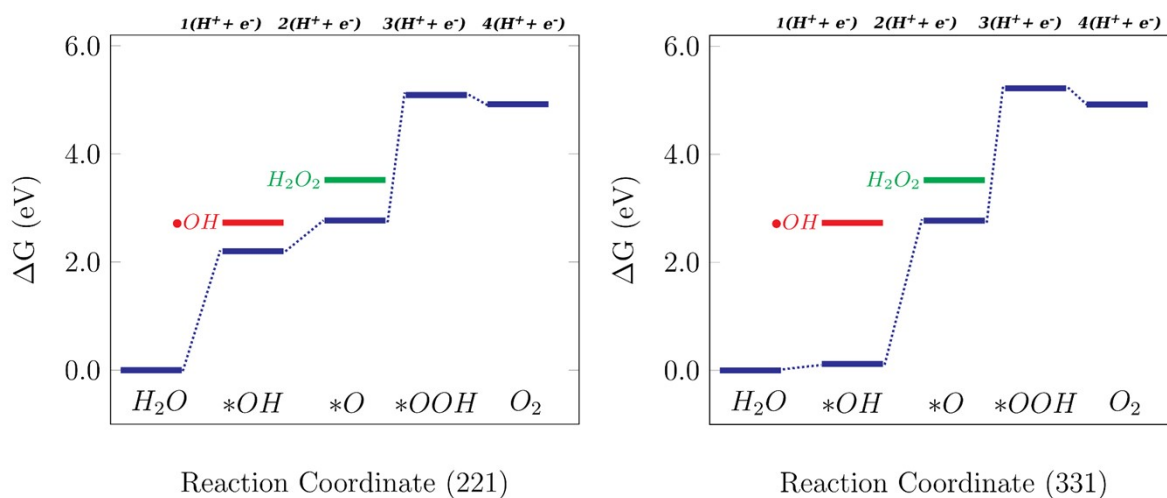 1(H⁺+ e⁻) 2(H⁺+ e⁻) 3(H⁺+ e⁻) 4(H⁺+ e⁻)
6.0
4.0
2.0
0.0
ΔG (eV)
H₂O₂
•OH
H₂O *OH *O *OOH O₂
Reaction Coordinate (221)
1(H⁺+ e⁻) 2(H⁺+ e⁻) 3(H⁺+ e⁻) 4(H⁺+ e⁻)
6.0
4.0
2.0
0.0
ΔG (eV)
H₂O₂
•OH
H₂O *OH *O *OOH O₂
Reaction Coordinate (331)